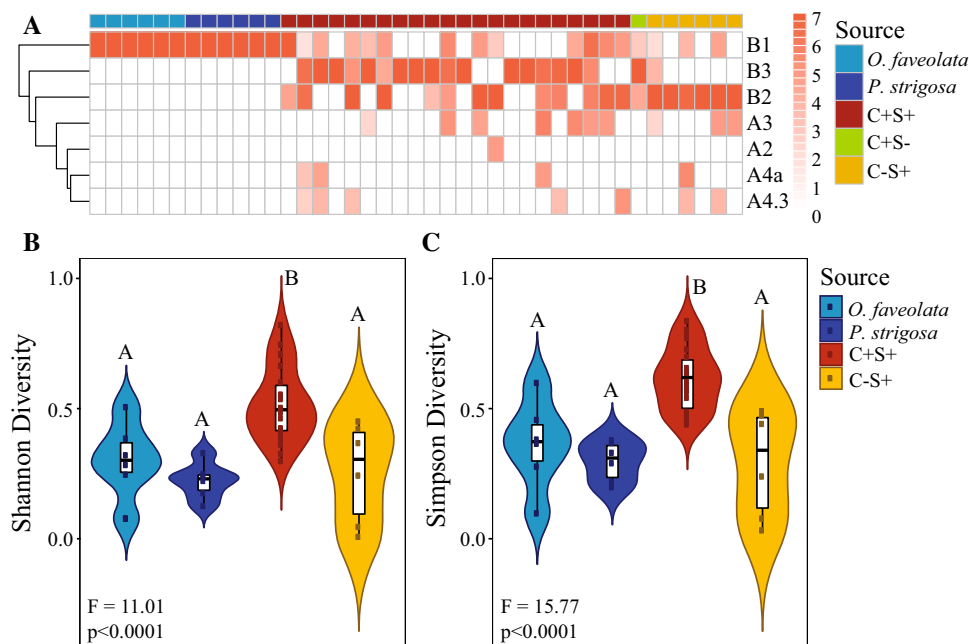 A
B1
B3
B2
A3
A2
A4a
A4.3
7
6
5
4
3
2
1
0
Source
O. faveolata
P. strigosa
C+S+
C+S-
C-S+
B
Shannon Diversity
1.0
0.5
0.0
A
A
B
A
F = 11.01
p<0.0001
C
Simpson Diversity
1.0
0.5
0.0
A
A
B
A
F = 15.77
p<0.0001
Source
O. faveolata
P. strigosa
C+S+
C-S+